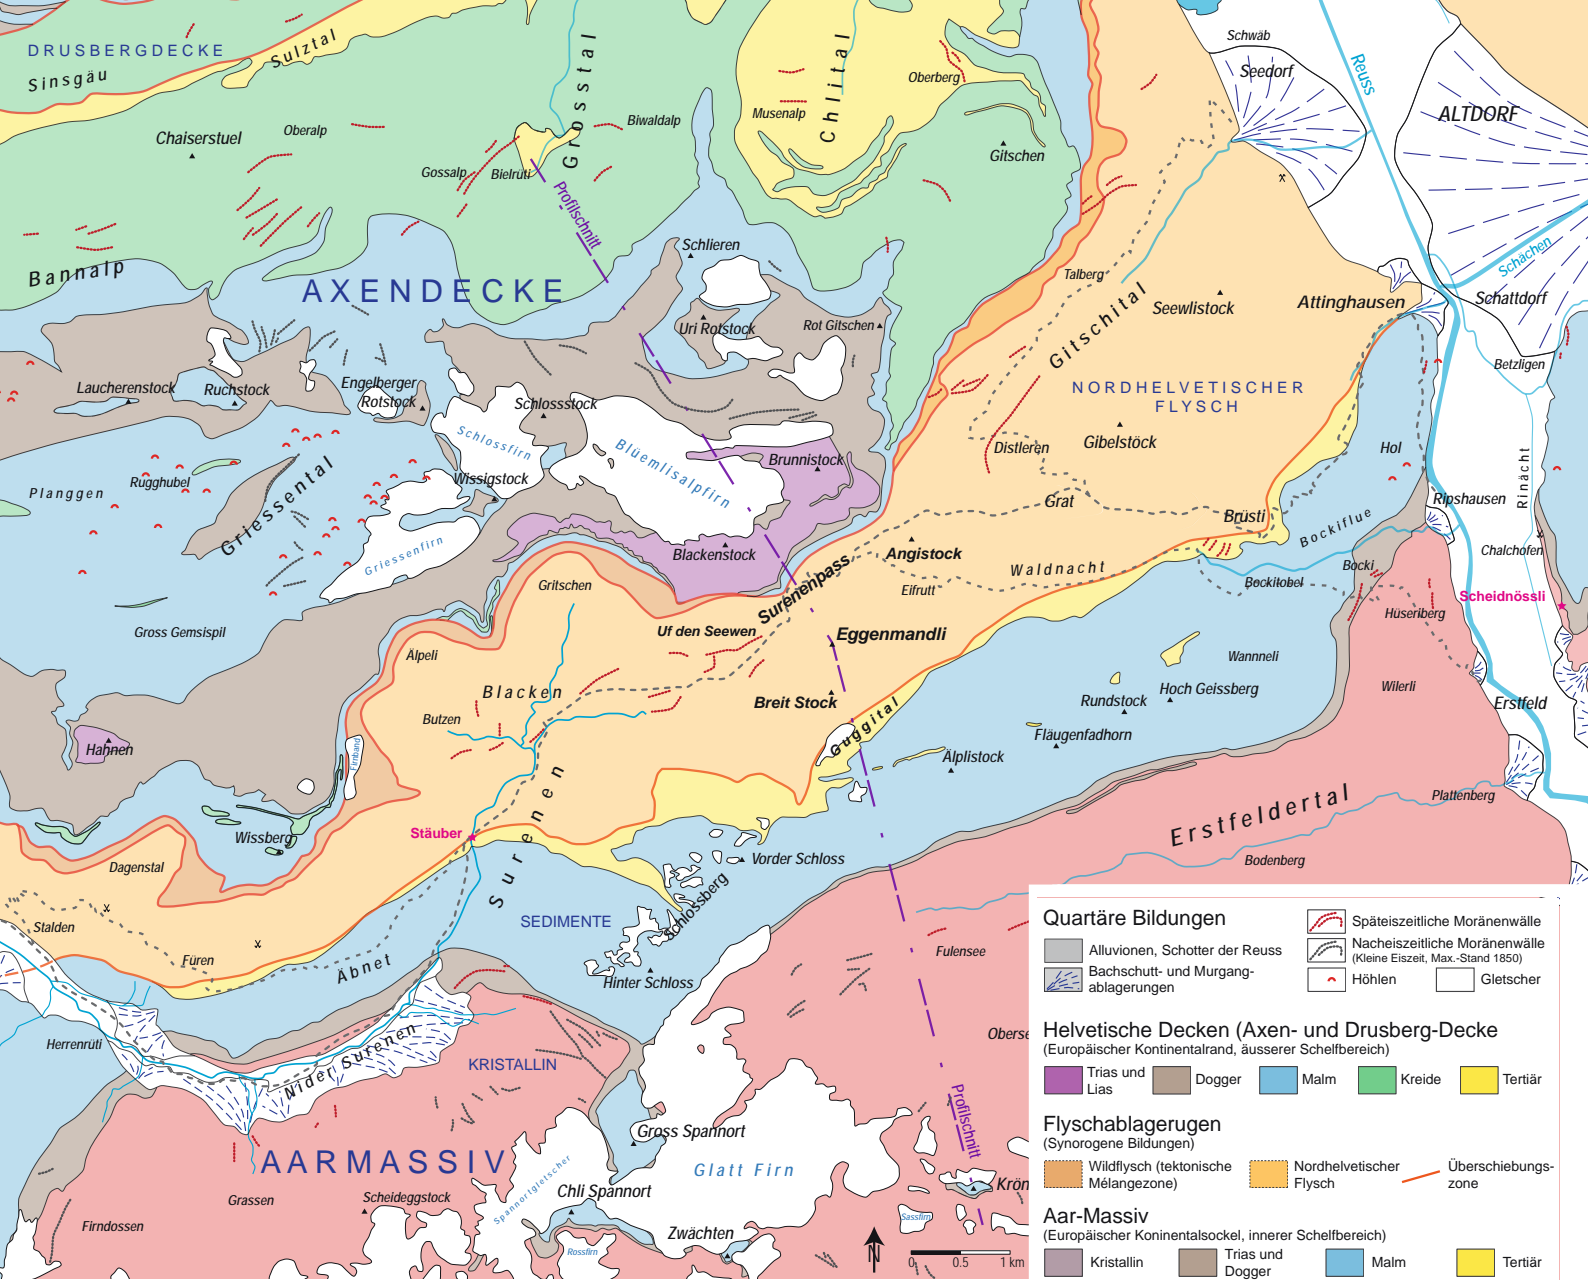 DRUSBERGDECKE
Sinsgäu
Sulztal
Grosstal
Chlital
Schwäb
Seedorf
Reuss
ALTDORF
Oberberg
Musenalp
Biwaldalp
Chaiserstuel
Oberalp
Gossalp
Bielrüti
Gitschen
Profilschnitt
Bannalp
AXENDECKE
Schlieren
Talberg
Gitschital
Seewlistock
Attinghausen
Schächen
Schattdorf
Uri Rotstock
Rot Gitschen
Betzligen
Laucherenstock
Ruchstock
Engelberger
Rotstock
Schlossstock
NORDHELVETISCHER
FLYSCH
Schlossfirn
Blüemlisalpfirn
Brunnistock
Distleren
Gibelstöck
Hol
Planggen
Rugghubel
Griessental
Wissigstock
Grat
Brüsti
Ripshausen
Rinächt
Griessenfirn
Blackenstock
Surenenpass
Angistock
Waldnacht
Bockiflue
Chalchofen
Gritschen
Eifrutt
Bockitobel
Bocki
Scheidnössli
Hüseriberg
Gross Gemsispil
Uf den Seewen
Eggenmandli
Älpeli
Wannneli
Blacken
Breit Stock
Rundstock
Hoch Geissberg
Wilerli
Erstfeld
Butzen
Guggital
Fläugenfadhorn
Hahnen
Firnband
Älplistock
Surenen
Plattenberg
Erstfeldertal
Stäuber
Wissberg
Vorder Schloss
Bodenberg
Dagenstal
Schlossberg
Stalden
SEDIMENTE
Füren
Äbnet
Hinter Schloss
Fulensee
Herrenrüti
Nider Surenen
KRISTALLIN
Oberse
Profilschnitt
Gross Spannort
AARMASSIV
Glatt Firn
Spannortgletscher
Chli Spannort
Krön
Grassen
Scheideggstock
Sassfirn
Firndossen
Zwächten
Rossfirn
N
0 0.5 1 km
Quartäre Bildungen
Alluvionen, Schotter der Reuss
Bachschutt- und Murgang-
ablagerungen
Späteiszeitliche Moränenwälle
Nacheiszeitliche Moränenwälle
(Kleine Eiszeit, Max.-Stand 1850)
Höhlen
Gletscher
Helvetische Decken (Axen- und Drusberg-Decke
(Europäischer Kontinentalrand, äusserer Schelfbereich)
Trias und
Lias
Dogger
Malm
Kreide
Tertiär
Flyschablagerugen
(Synorogene Bildungen)
Wildflysch (tektonische
Mélangezone)
Nordhelvetischer
Flysch
Überschiebungs-
zone
Aar-Massiv
(Europäischer Koninentalsockel, innerer Schelfbereich)
Kristallin
Trias und
Dogger
Malm
Tertiär